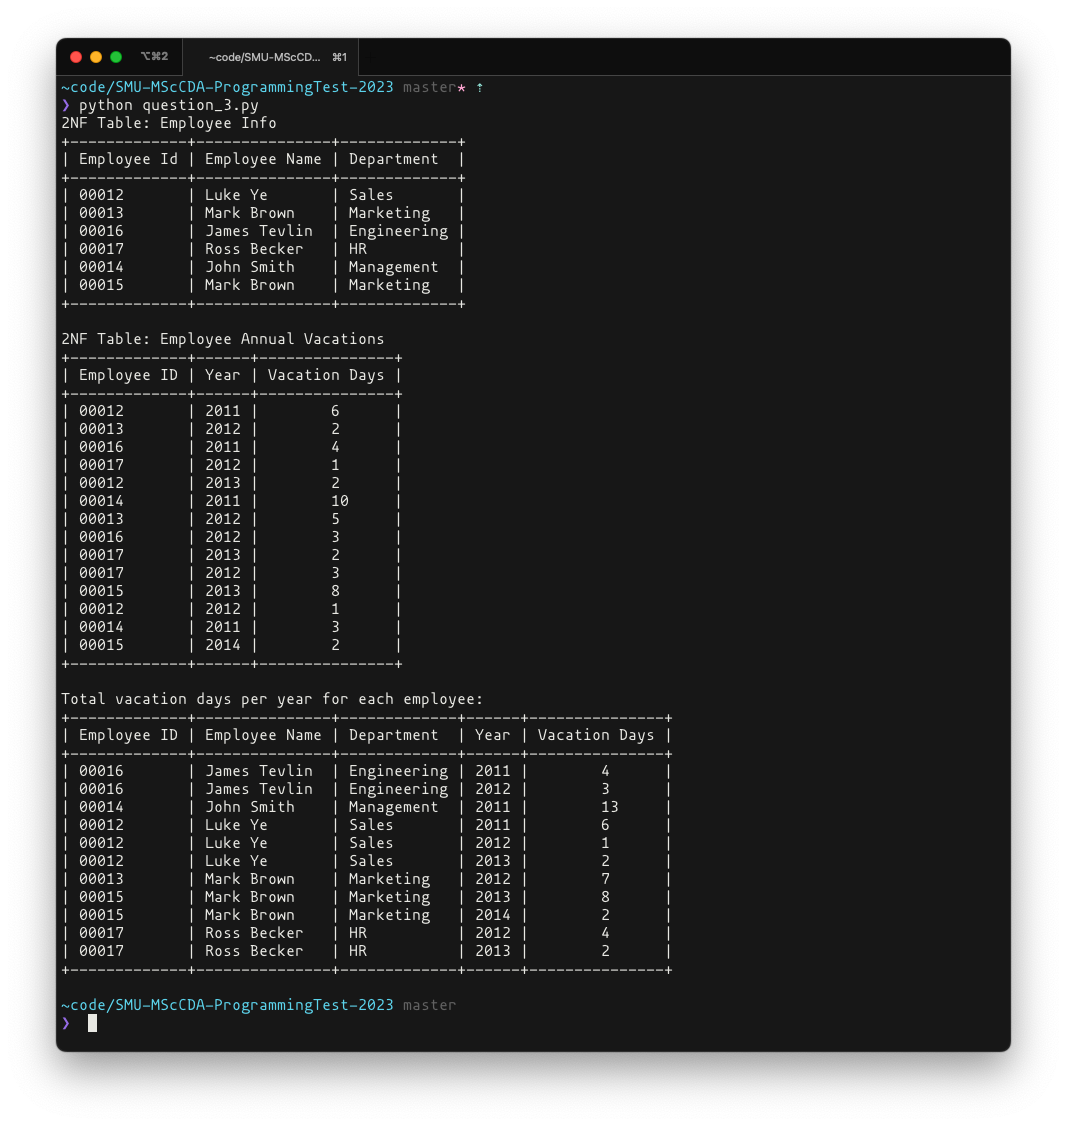 ⌥⌘2 ~code/SMU-MScCD... ⌘1
~code/SMU-MScCDA-ProgrammingTest-2023 master* ⇡
❯ python question_3.py
2NF Table: Employee Info
+-------------+---------------+-------------+
| Employee Id | Employee Name | Department  |
+-------------+---------------+-------------+
| 00012       | Luke Ye       | Sales       |
| 00013       | Mark Brown    | Marketing   |
| 00016       | James Tevlin  | Engineering |
| 00017       | Ross Becker   | HR          |
| 00014       | John Smith    | Management  |
| 00015       | Mark Brown    | Marketing   |
+-------------+---------------+-------------+
2NF Table: Employee Annual Vacations
+-------------+------+---------------+
| Employee ID | Year | Vacation Days |
+-------------+------+---------------+
| 00012       | 2011 |        6      |
| 00013       | 2012 |        2      |
| 00016       | 2011 |        4      |
| 00017       | 2012 |        1      |
| 00012       | 2013 |        2      |
| 00014       | 2011 |        10     |
| 00013       | 2012 |        5      |
| 00016       | 2012 |        3      |
| 00017       | 2013 |        2      |
| 00017       | 2012 |        3      |
| 00015       | 2013 |        8      |
| 00012       | 2012 |        1      |
| 00014       | 2011 |        3      |
| 00015       | 2014 |        2      |
+-------------+------+---------------+
Total vacation days per year for each employee:
+-------------+---------------+-------------+------+---------------+
| Employee ID | Employee Name | Department  | Year | Vacation Days |
+-------------+---------------+-------------+------+---------------+
| 00016       | James Tevlin  | Engineering | 2011 |        4      |
| 00016       | James Tevlin  | Engineering | 2012 |        3      |
| 00014       | John Smith    | Management  | 2011 |        13     |
| 00012       | Luke Ye       | Sales       | 2011 |        6      |
| 00012       | Luke Ye       | Sales       | 2012 |        1      |
| 00012       | Luke Ye       | Sales       | 2013 |        2      |
| 00013       | Mark Brown    | Marketing   | 2012 |        7      |
| 00015       | Mark Brown    | Marketing   | 2013 |        8      |
| 00015       | Mark Brown    | Marketing   | 2014 |        2      |
| 00017       | Ross Becker   | HR          | 2012 |        4      |
| 00017       | Ross Becker   | HR          | 2013 |        2      |
+-------------+---------------+-------------+------+---------------+
~code/SMU-MScCDA-ProgrammingTest-2023 master
❯